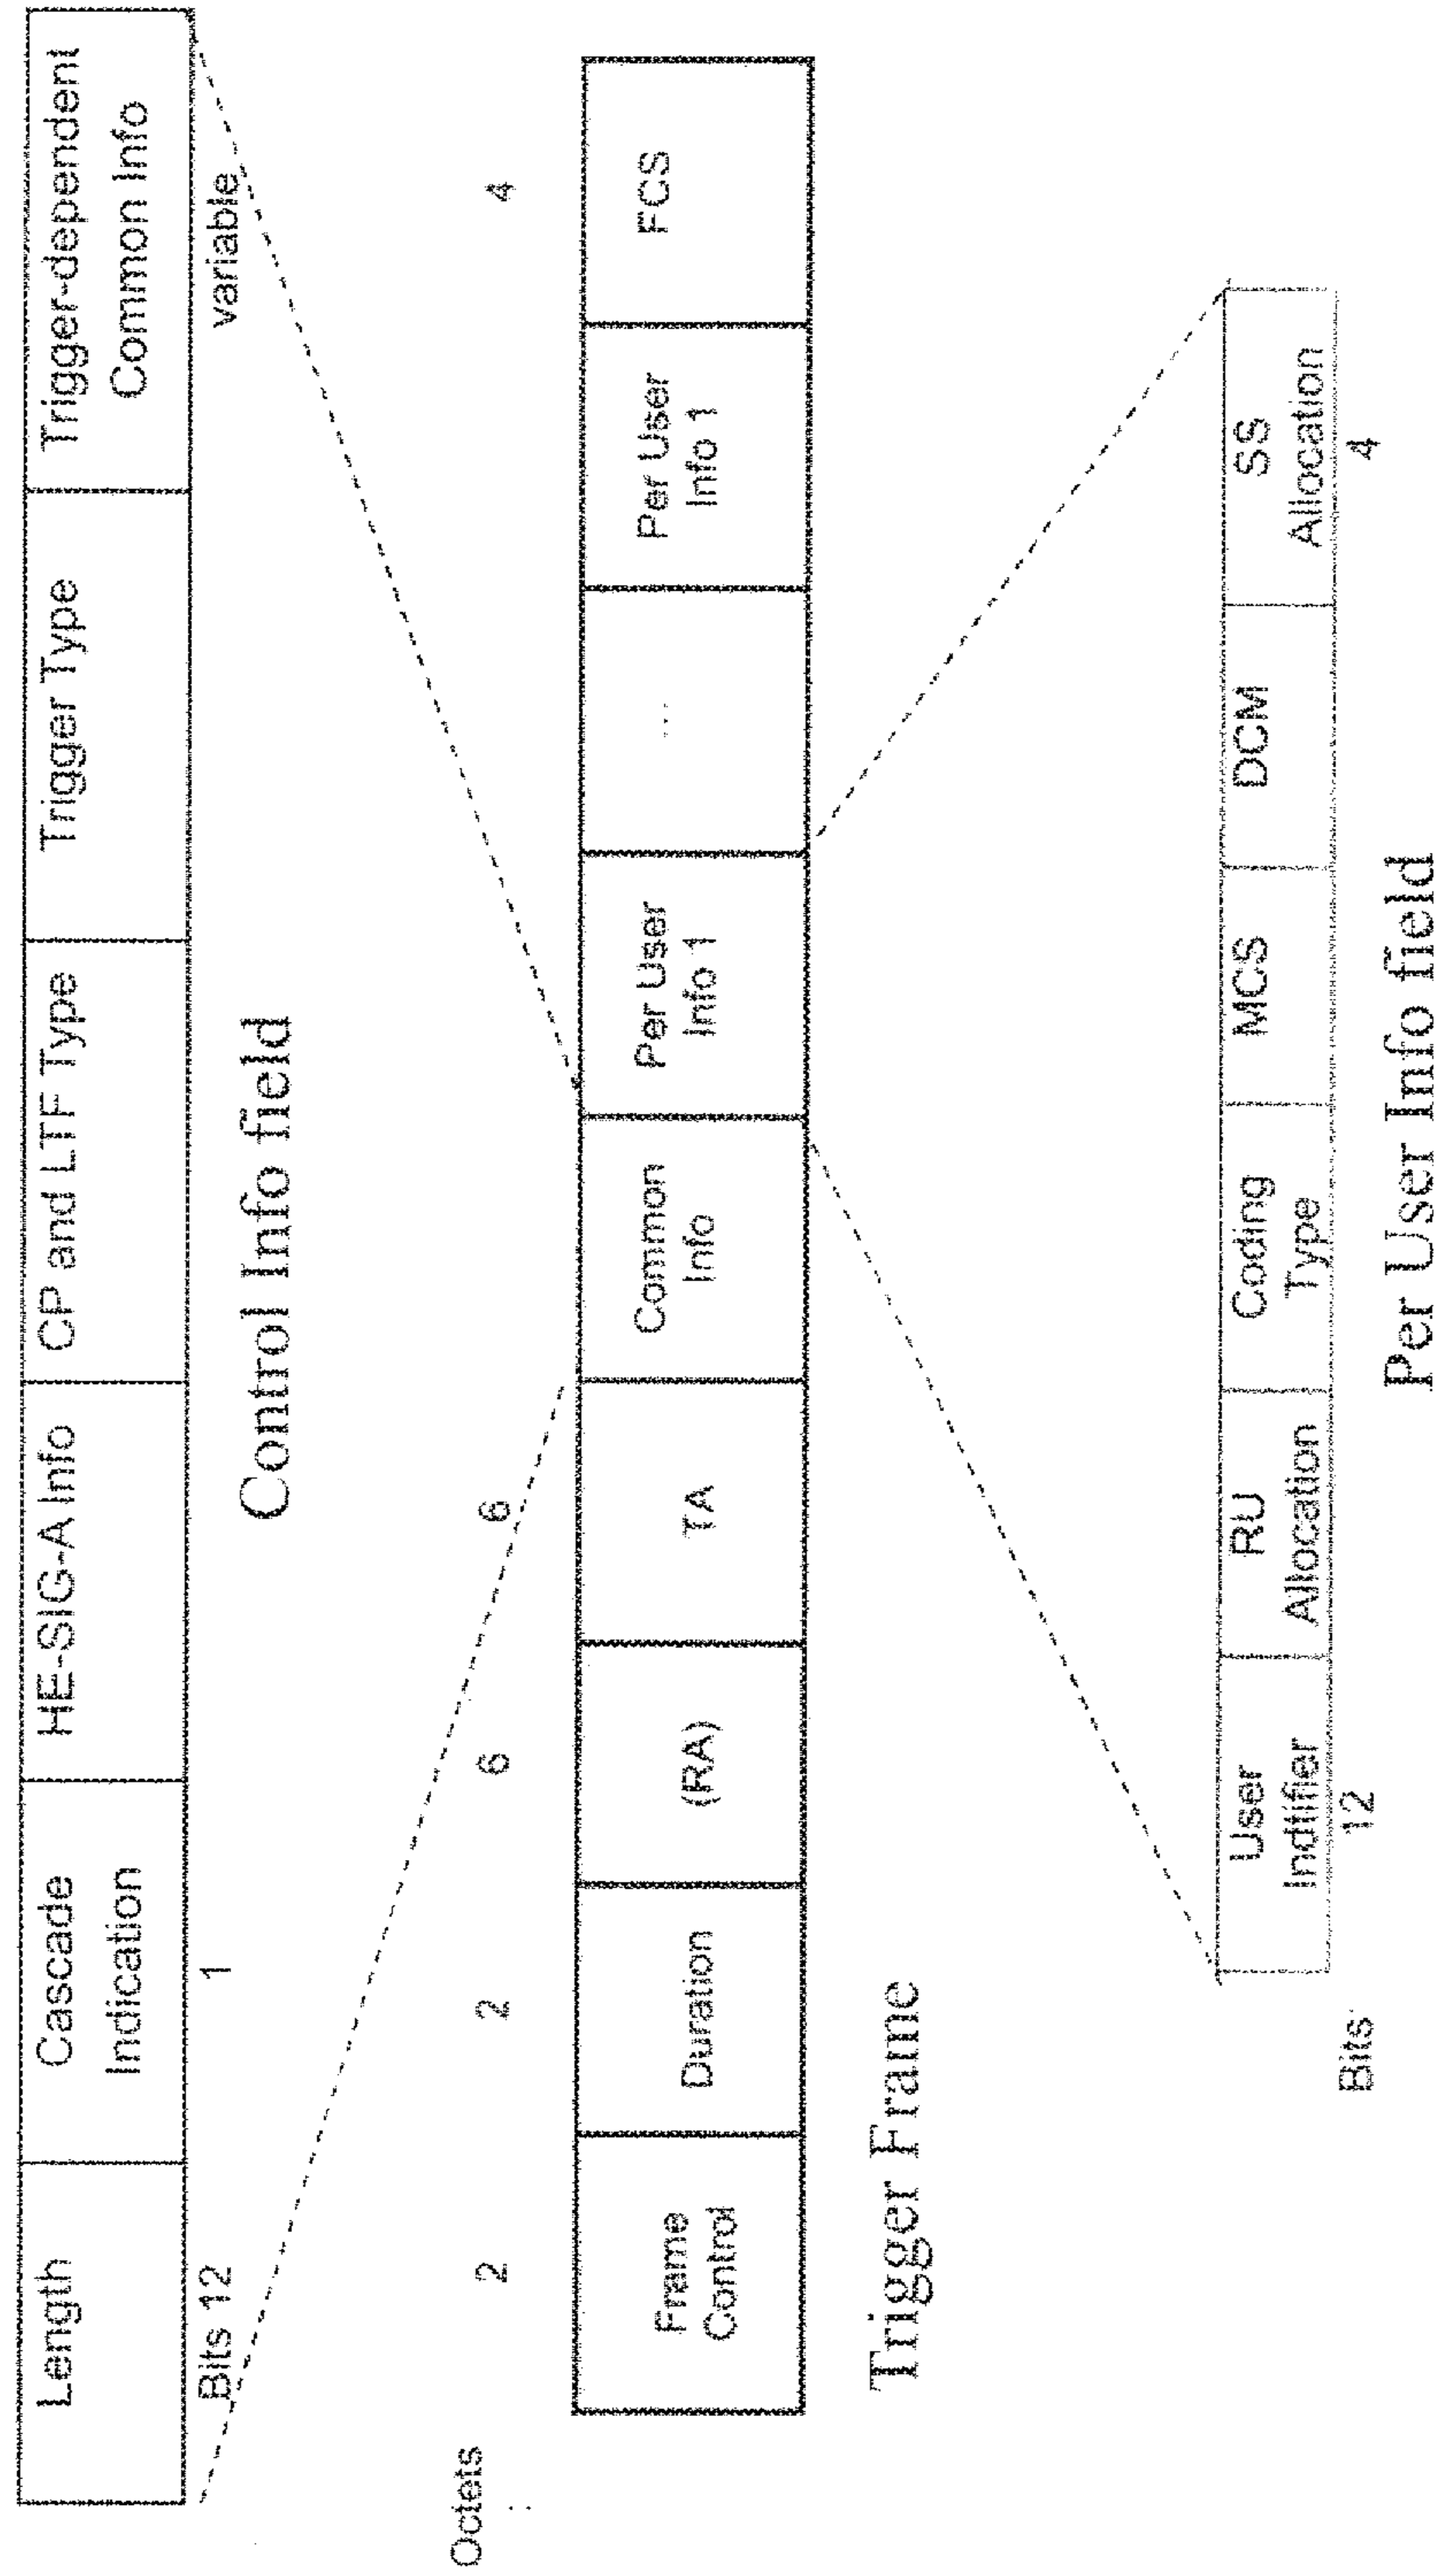 Length
Cascade
Indication
HE-SIG-A Info
CP and LTF Type
Trigger Type
Trigger-dependent
Common Info
Bits 12
1
variable
Control Info field
Octets
:
2
2
6
6
4
Frame
Control
Duration
(RA)
TA
Common
Info
Per User
Info 1
...
Per User
Info 1
FCS
Trigger Frame
User
Indtifier
RU
Allocation
Coding
Type
MCS
DCM
SS
Allocation
Bits
12
4
Per User Info field